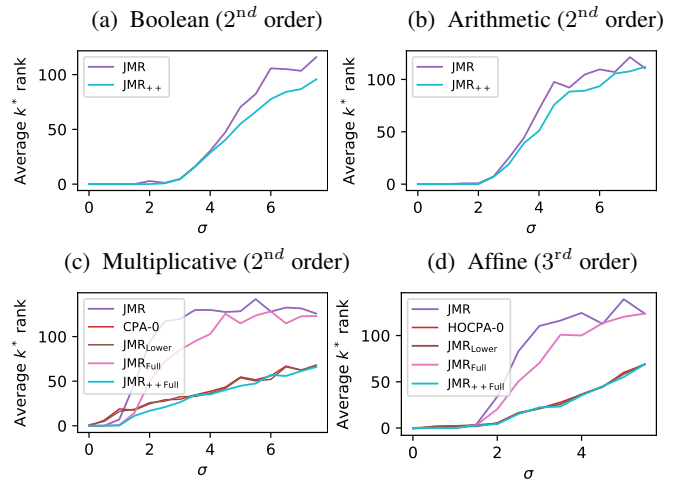 (a) Boolean (2nd order)
Average k* rank
100
50
0
JMR
JMR++
0 2 4 6
σ
(b) Arithmetic (2nd order)
Average k* rank
100
50
0
JMR
JMR++
0 2 4 6
σ
(c) Multiplicative (2nd order)
Average k* rank
100
50
0
JMR
CPA-0
JMRLower
JMRFull
JMR++Full
0 2 4 6
σ
(d) Affine (3rd order)
Average k* rank
100
50
0
JMR
HOCPA-0
JMRLower
JMRFull
JMR++Full
0 2 4
σ